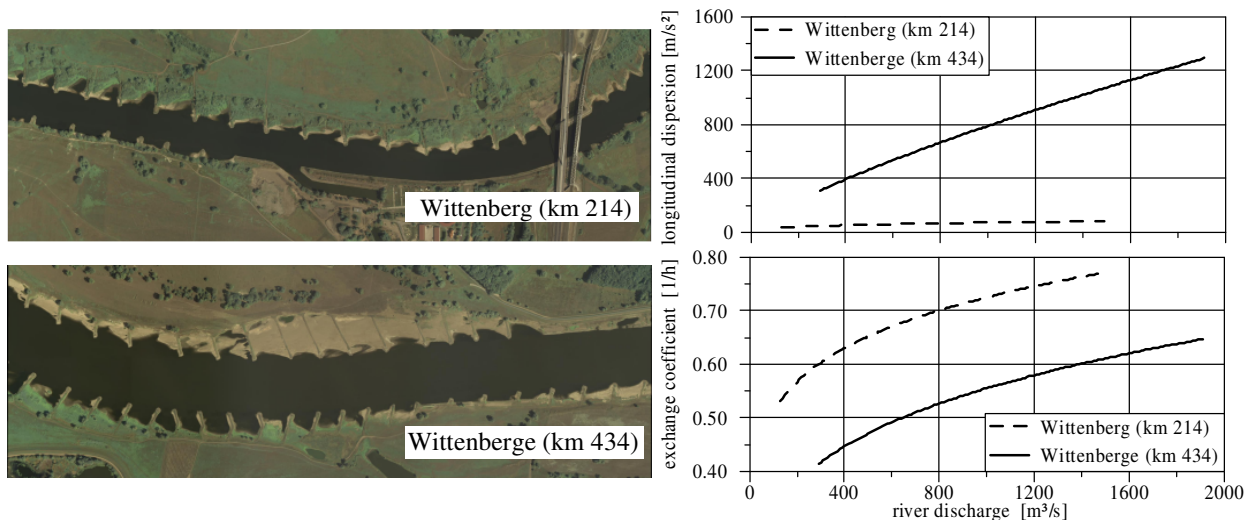 Wittenberg (km 214)
Wittenberge (km 434)
longitudinal dispersion [m/s²]
1600
1200
800
400
0
Wittenberg (km 214)
Wittenberge (km 434)
exchange coefficient [1/h]
0.80
0.70
0.60
0.50
0.40
Wittenberg (km 214)
Wittenberge (km 434)
0 400 800 1200 1600 2000
river discharge [m³/s]